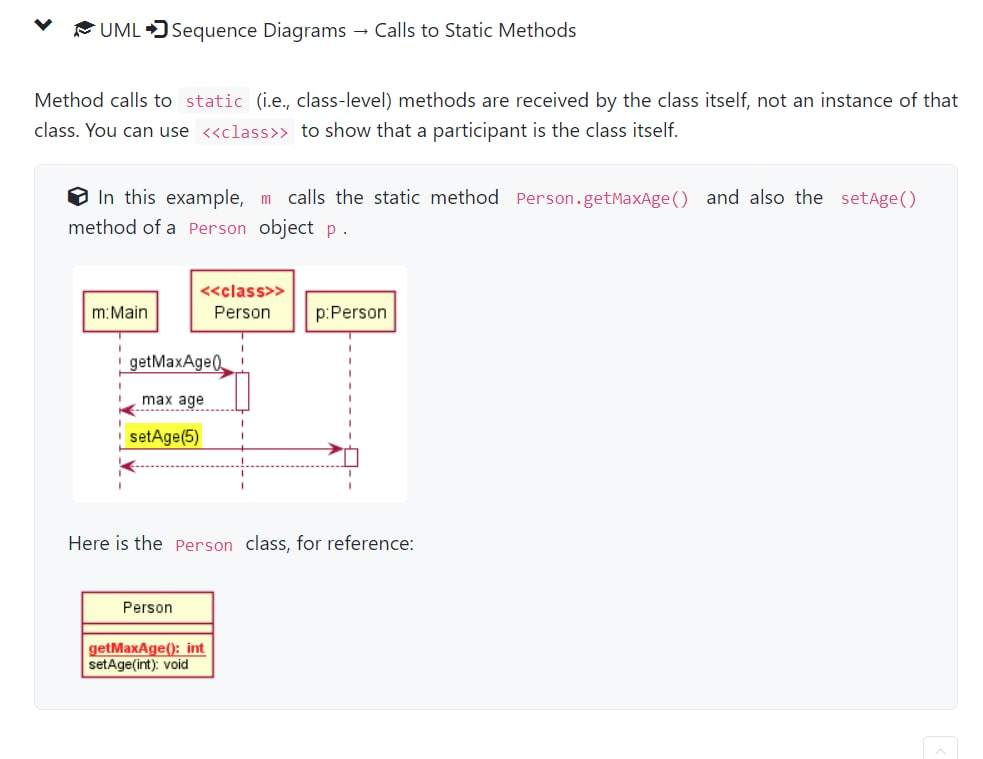 UML Sequence Diagrams → Calls to Static Methods
Method calls to static (i.e., class-level) methods are received by the class itself, not an instance of that
class. You can use <<class>> to show that a participant is the class itself.
In this example, m calls the static method Person.getMaxAge() and also the setAge()
method of a Person object p .
m:Main
<<class>>
Person
p:Person
getMaxAge()
max age
setAge(5)
Here is the Person class, for reference:
Person
getMaxAge(): int
setAge(int): void